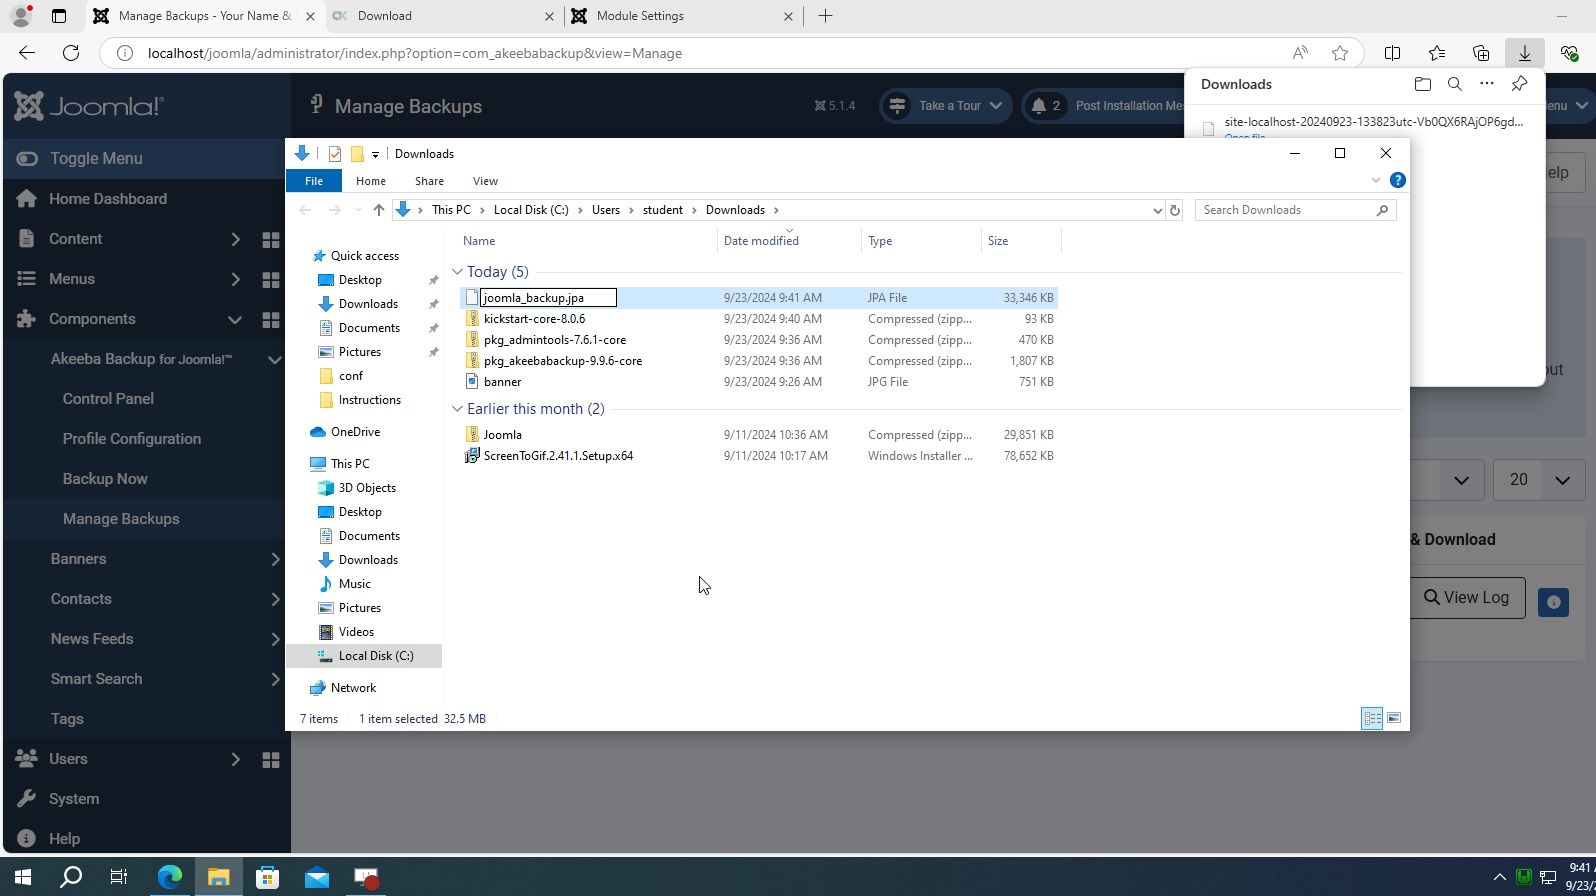 Manage Backups - Your Name &
Download
Module Settings
localhost/joomla/administrator/index.php?option=com_akeebabackup&view=Manage
Joomla!®
Manage Backups
5.1.4
Take a Tour
2
Post Installation Me
enu
Downloads
site-localhost-20240923-133823utc-Vb0QX6RAjOP6gd...
Open file
Toggle Menu
Home Dashboard
Content
Menus
Components
Akeeba Backup for Joomla!™
Control Panel
Profile Configuration
Backup Now
Manage Backups
Banners
Contacts
News Feeds
Smart Search
Tags
Users
System
Help
Downloads
File
Home
Share
View
This PC > Local Disk (C:) > Users > student > Downloads >
Search Downloads
Quick access
Desktop
Downloads
Documents
Pictures
conf
Instructions
OneDrive
This PC
3D Objects
Desktop
Documents
Downloads
Music
Pictures
Videos
Local Disk (C:)
Network
Name Date modified Type Size
Today (5)
joomla_backup.jpa 9/23/2024 9:41 AM JPA File 33,346 KB
kickstart-core-8.0.6 9/23/2024 9:40 AM Compressed (zipp... 93 KB
pkg_admintools-7.6.1-core 9/23/2024 9:36 AM Compressed (zipp... 470 KB
pkg_akeebabackup-9.9.6-core 9/23/2024 9:36 AM Compressed (zipp... 1,807 KB
banner 9/23/2024 9:26 AM JPG File 751 KB
Earlier this month (2)
Joomla 9/11/2024 10:36 AM Compressed (zipp... 29,851 KB
ScreenToGif.2.41.1.Setup.x64 9/11/2024 10:17 AM Windows Installer ... 78,652 KB
7 items 1 item selected 32.5 MB
elp
out
20
& Download
View Log
9:41
9/23/